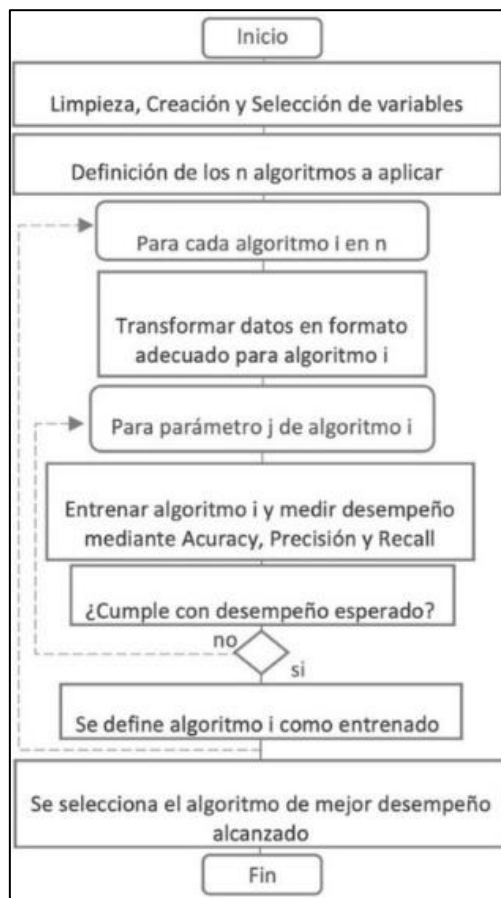 Inicio
Limpieza, Creación y Selección de variables
Definición de los n algoritmos a aplicar
Para cada algoritmo i en n
Transformar datos en formato
adecuado para algoritmo i
Para parámetro j de algoritmo i
Entrenar algoritmo i y medir desempeño
mediante Acuracy, Precisión y Recall
¿Cumple con desempeño esperado?
no
si
Se define algoritmo i como entrenado
Se selecciona el algoritmo de mejor desempeño
alcanzado
Fin